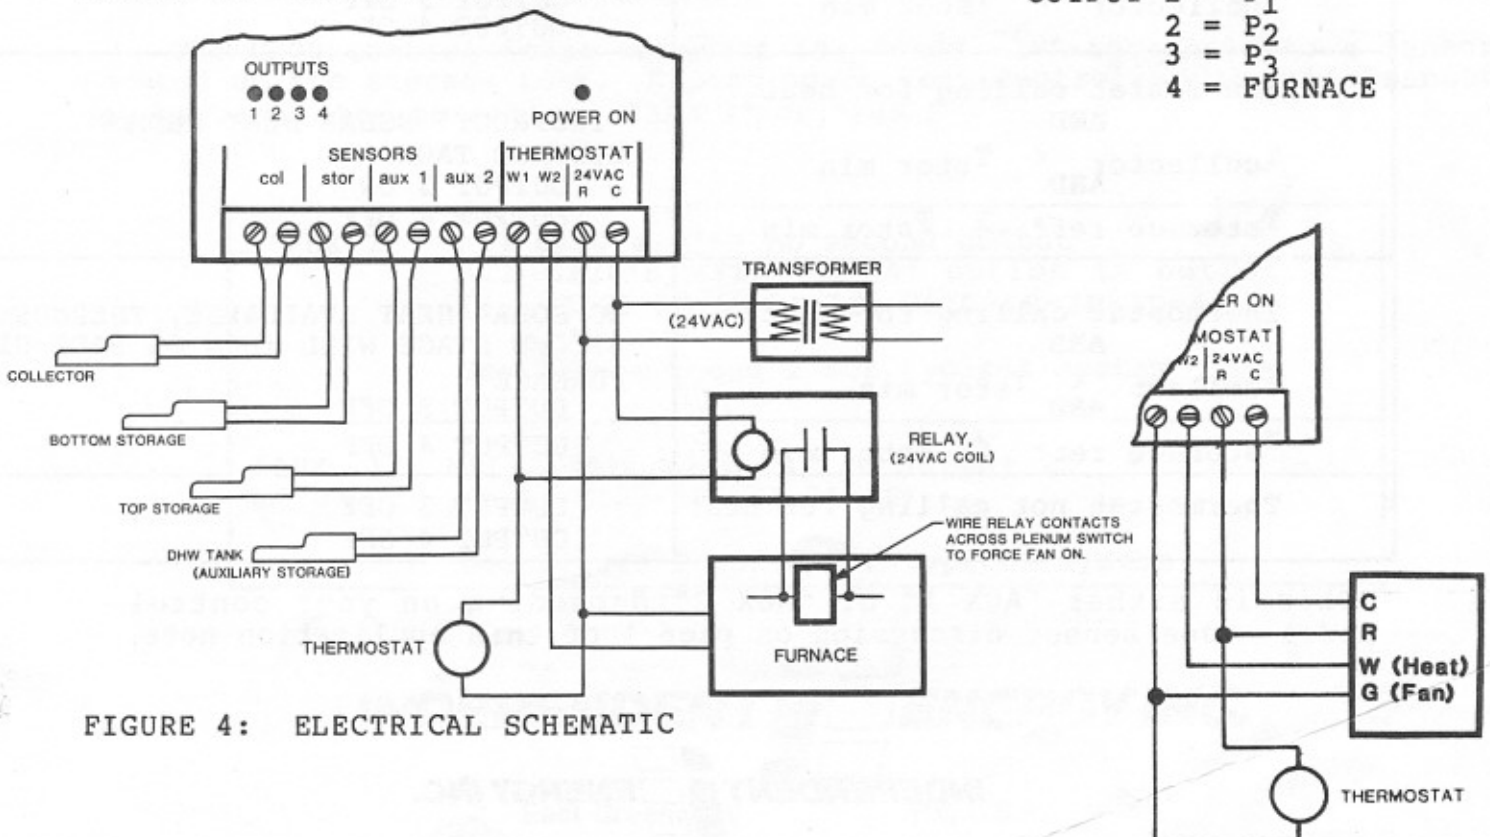 2 = P2
3 = P3
4 = FURNACE
OUTPUTS
1 2 3 4
POWER ON
SENSORS
THERMOSTAT
col
stor
aux 1
aux 2
W1 W2
24VAC
R C
TRANSFORMER
(24VAC)
COLLECTOR
BOTTOM STORAGE
TOP STORAGE
DHW TANK
(AUXILIARY STORAGE)
RELAY,
(24VAC COIL)
WIRE RELAY CONTACTS
ACROSS PLENUM SWITCH
TO FORCE FAN ON.
THERMOSTAT
FURNACE
ER ON
MOSTAT
W2
24VAC
R C
C
R
W (Heat)
G (Fan)
THERMOSTAT
FIGURE 4: ELECTRICAL SCHEMATIC